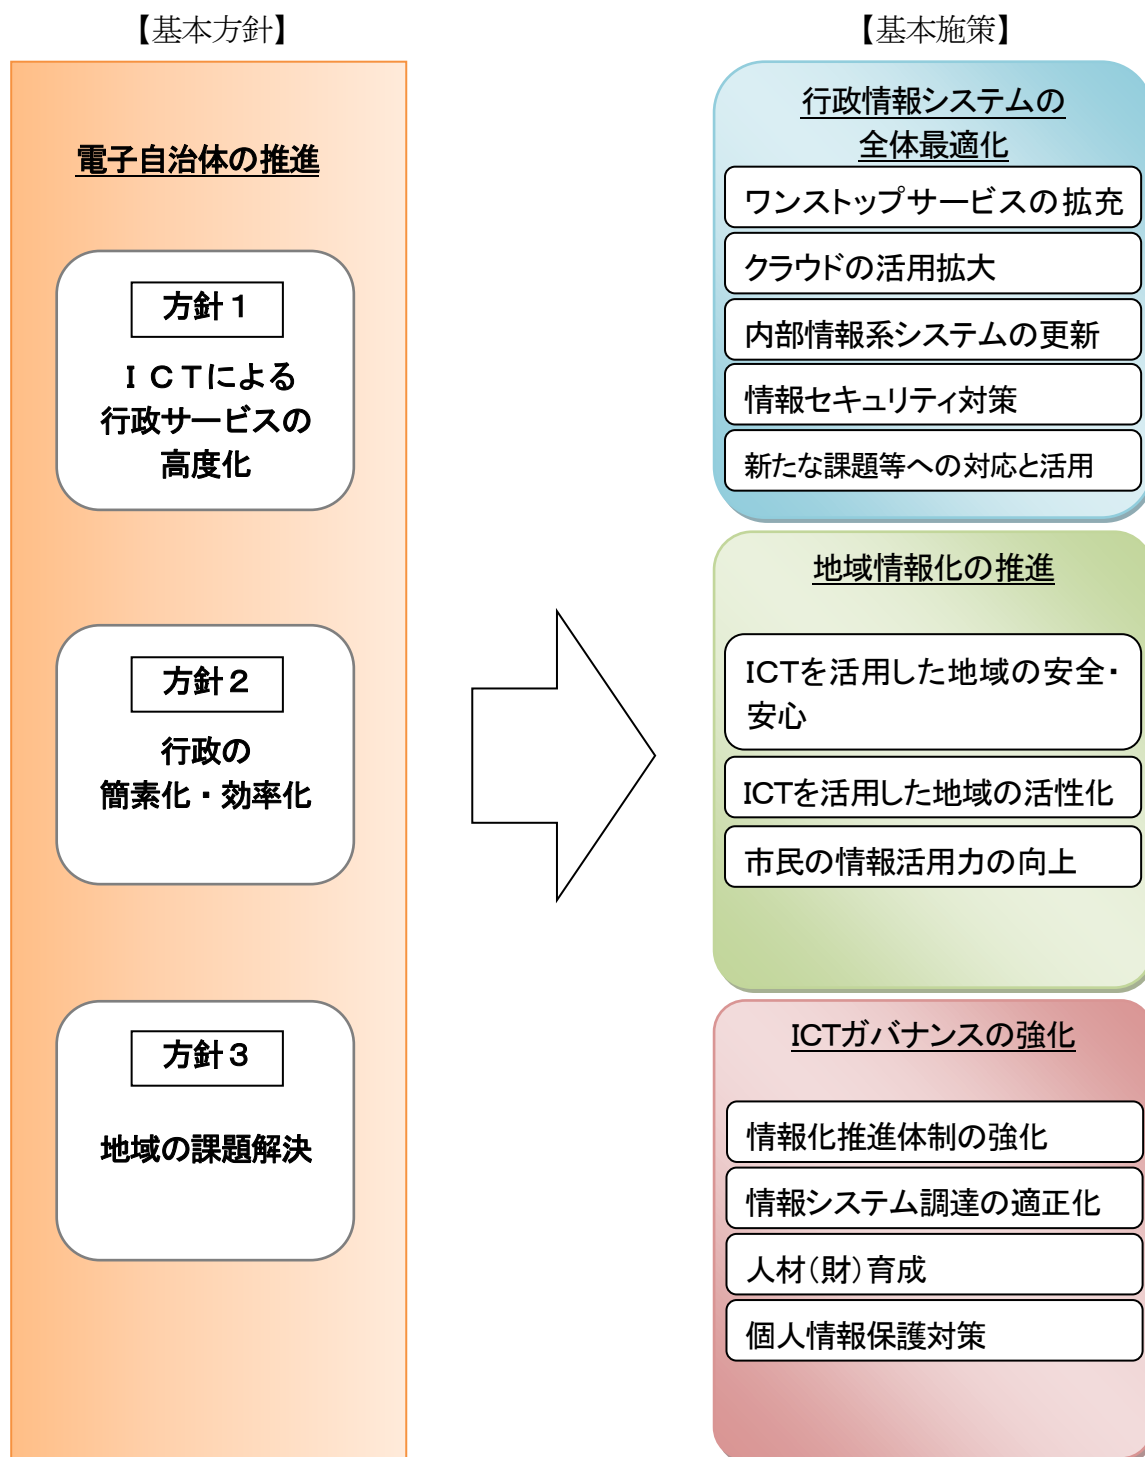 【基本方針】
電子自治体の推進
方針１
ＩＣＴによる
行政サービスの
高度化
方針２
行政の
簡素化・効率化
方針３
地域の課題解決
【基本施策】
行政情報システムの
全体最適化
ワンストップサービスの拡充
クラウドの活用拡大
内部情報系システムの更新
情報セキュリティ対策
新たな課題等への対応と活用
地域情報化の推進
ICTを活用した地域の安全・
安心
ICTを活用した地域の活性化
市民の情報活用力の向上
ICTガバナンスの強化
情報化推進体制の強化
情報システム調達の適正化
人材（財）育成
個人情報保護対策